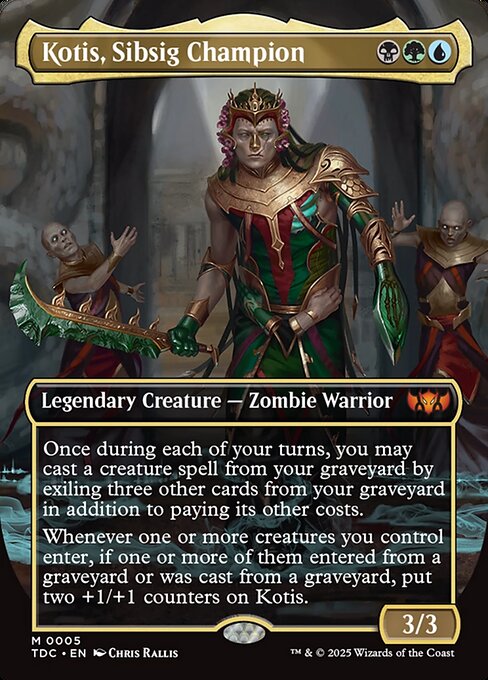 Kotis, Sibsig Champion
Legendary Creature — Zombie Warrior
Once during each of your turns, you may
cast a creature spell from your graveyard by
exiling three other cards from your graveyard
in addition to paying its other costs.
Whenever one or more creatures you control
enter, if one or more of them entered from a
graveyard or was cast from a graveyard, put
two +1/+1 counters on Kotis.
3/3
M 0005
TDC • EN Chris Rallis
™ & © 2025 Wizards of the Coast